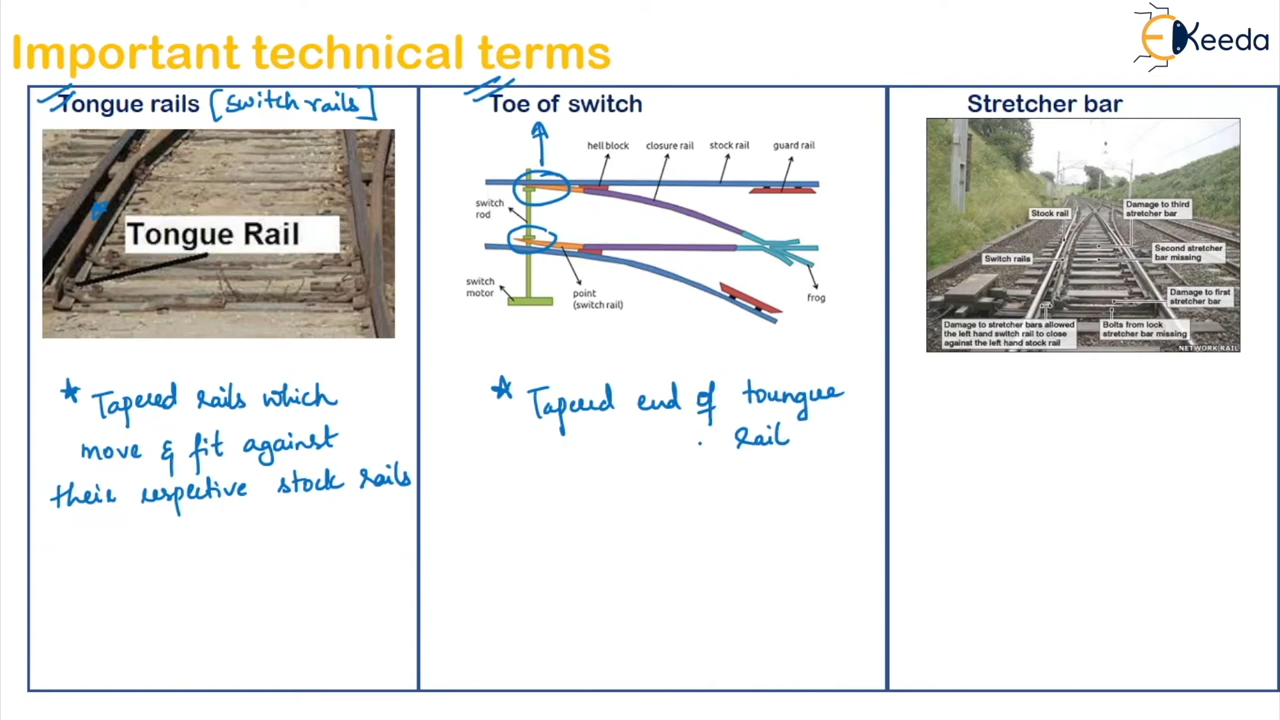 Important technical terms
EKeeda
Tongue rails [switch rails]
Tongue Rail
★ Tapered rails which
move & fit against
their respective stock rails
Toe of switch
hell block
closure rail
stock rail
guard rail
switch
rod
switch
motor
point
(switch rail)
frog
★ Tapered end of toungue
rail
Stretcher bar
Stock rail
Damage to third
stretcher bar
Switch rails
Second stretcher
bar missing
Damage to first
stretcher bar
Damage to stretcher bars allowed
the left hand switch rail to close
against the left hand stock rail
Bolts from lock
stretcher bar missing
NETWORK RAIL